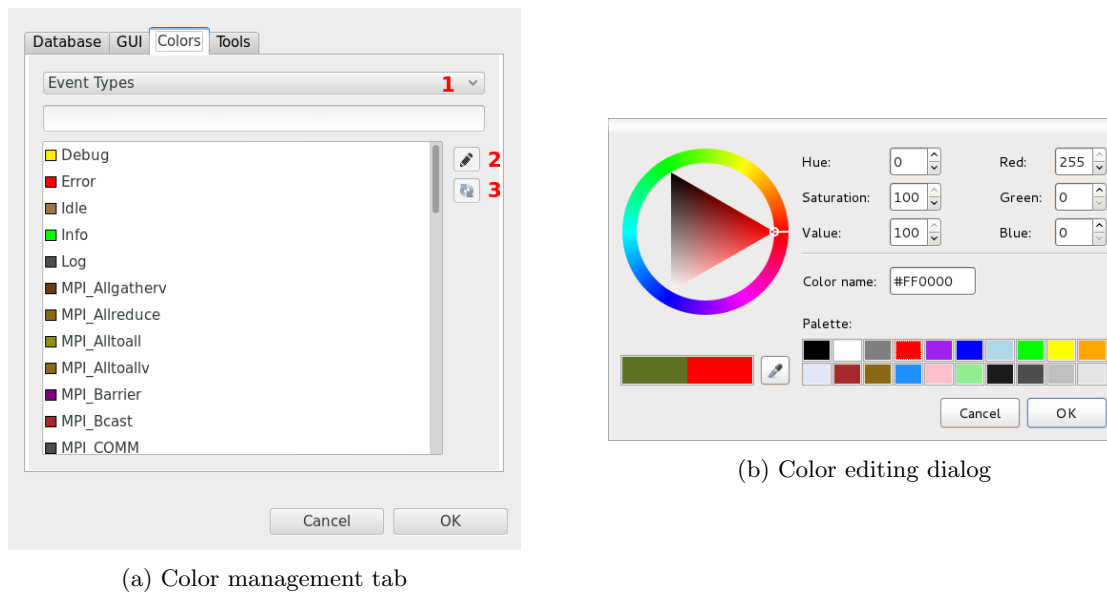 Database GUI Colors Tools
Event Types 1
Debug 2
Error 3
Idle
Info
Log
MPI_Allgatherv
MPI_Allreduce
MPI_Alltoall
MPI_Alltoallv
MPI_Barrier
MPI_Bcast
MPI_COMM
Cancel OK
(a) Color management tab
Hue: 0 Red: 255
Saturation: 100 Green: 0
Value: 100 Blue: 0
Color name: #FF0000
Palette:
Cancel OK
(b) Color editing dialog